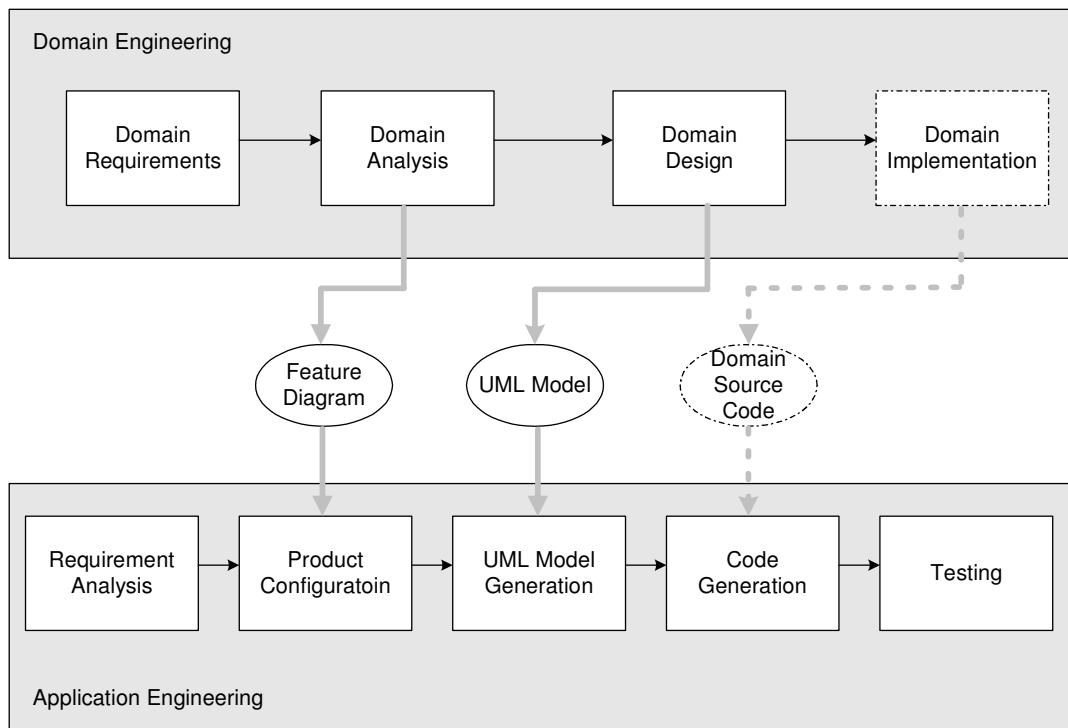 Domain Engineering
Domain
Requirements
Domain
Analysis
Domain
Design
Domain
Implementation
Feature
Diagram
UML Model
Domain
Source
Code
Requirement
Analysis
Product
Configuratoin
UML Model
Generation
Code
Generation
Testing
Application Engineering